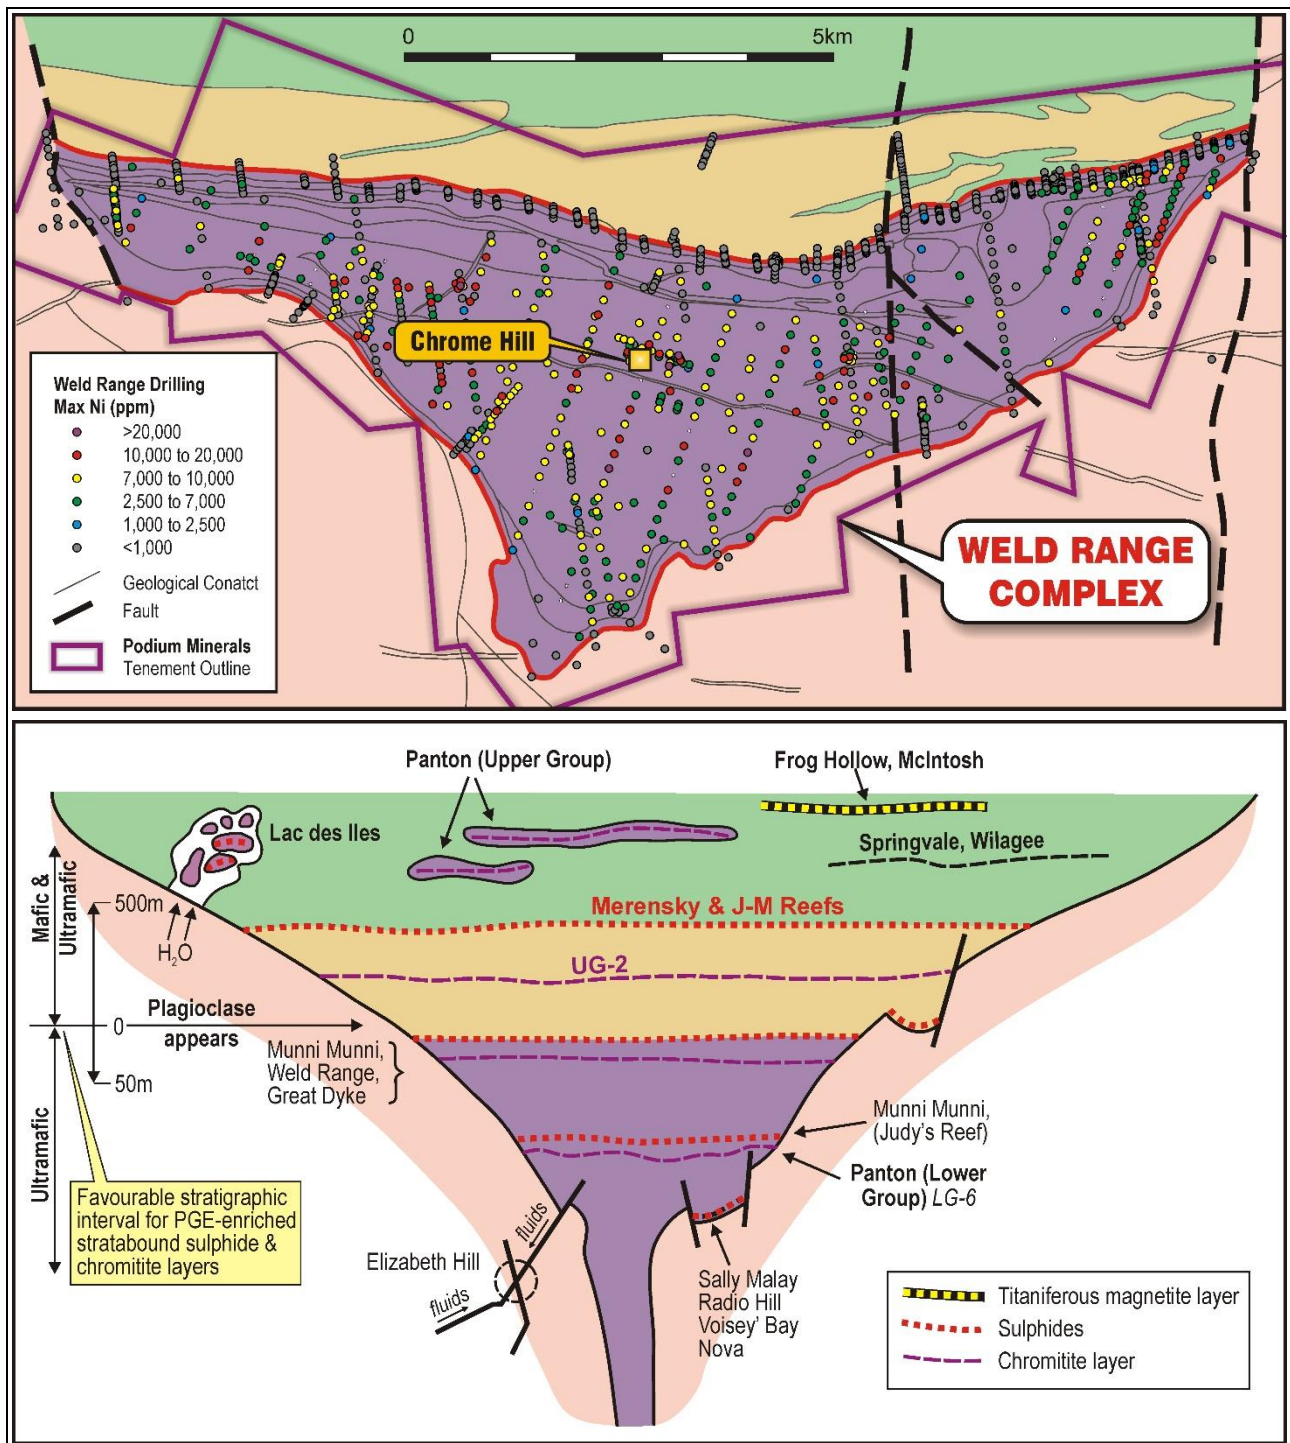 0
5km
Chrome Hill
Weld Range Drilling
Max Ni (ppm)
>20,000
10,000 to 20,000
7,000 to 10,000
2,500 to 7,000
1,000 to 2,500
<1,000
Geological Conatct
Fault
Podium Minerals
Tenement Outline
WELD RANGE
COMPLEX
Panton (Upper Group)
Frog Hollow, McIntosh
Lac des Iles
Springvale, Wilagee
Mafic &
Ultramafic
500m
H₂O
Merensky & J-M Reefs
UG-2
Plagioclase
appears
0
50m
Munni Munni,
Weld Range,
Great Dyke
Ultramafic
Munni Munni,
(Judy's Reef)
Panton (Lower
Group) LG-6
Favourable stratigraphic
interval for PGE-enriched
stratabound sulphide &
chromitite layers
Elizabeth Hill
fluids
fluids
Sally Malay
Radio Hill
Voisey' Bay
Nova
Titaniferous magnetite layer
Sulphides
Chromitite layer